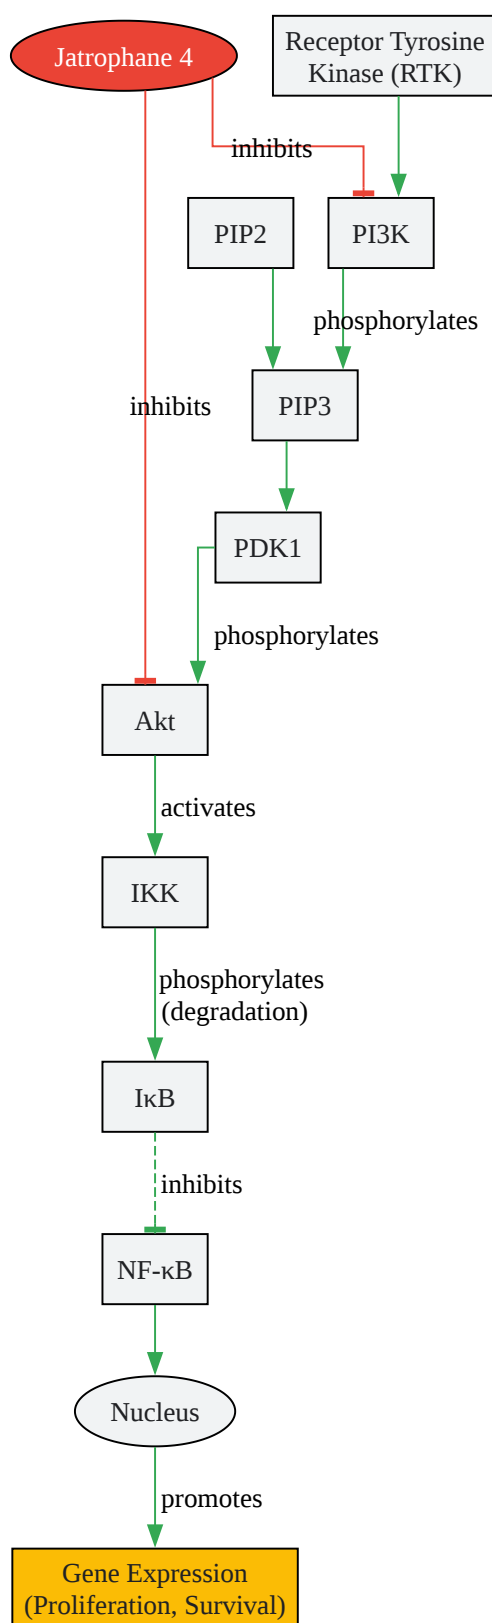 Jatrophane 4
Receptor Tyrosine
Kinase (RTK)
inhibits
PIP2
PI3K
phosphorylates
inhibits
PIP3
PDK1
phosphorylates
Akt
activates
IKK
phosphorylates
(degradation)
IκB
inhibits
NF-κB
Nucleus
promotes
Gene Expression
(Proliferation, Survival)